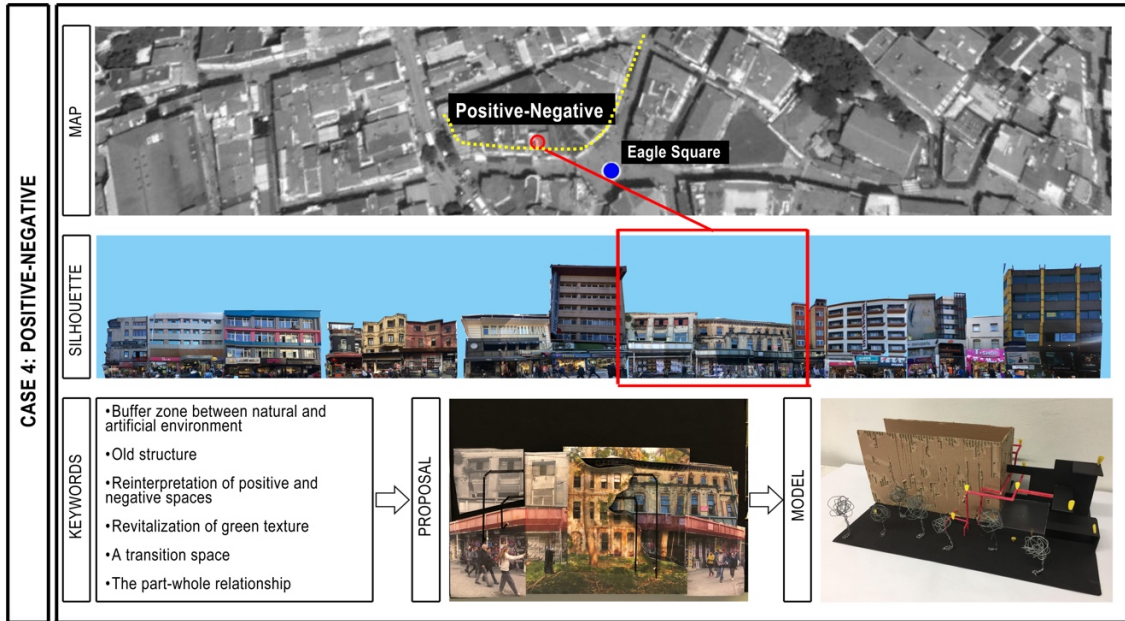 CASE 4: POSITIVE-NEGATIVE
MAP
Positive-Negative
Eagle Square
SILHOUETTE
KEYWORDS
•Buffer zone between natural and
artificial environment
•Old structure
•Reinterpretation of positive and
negative spaces
•Revitalization of green texture
•A transition space
•The part-whole relationship
PROPOSAL
MODEL